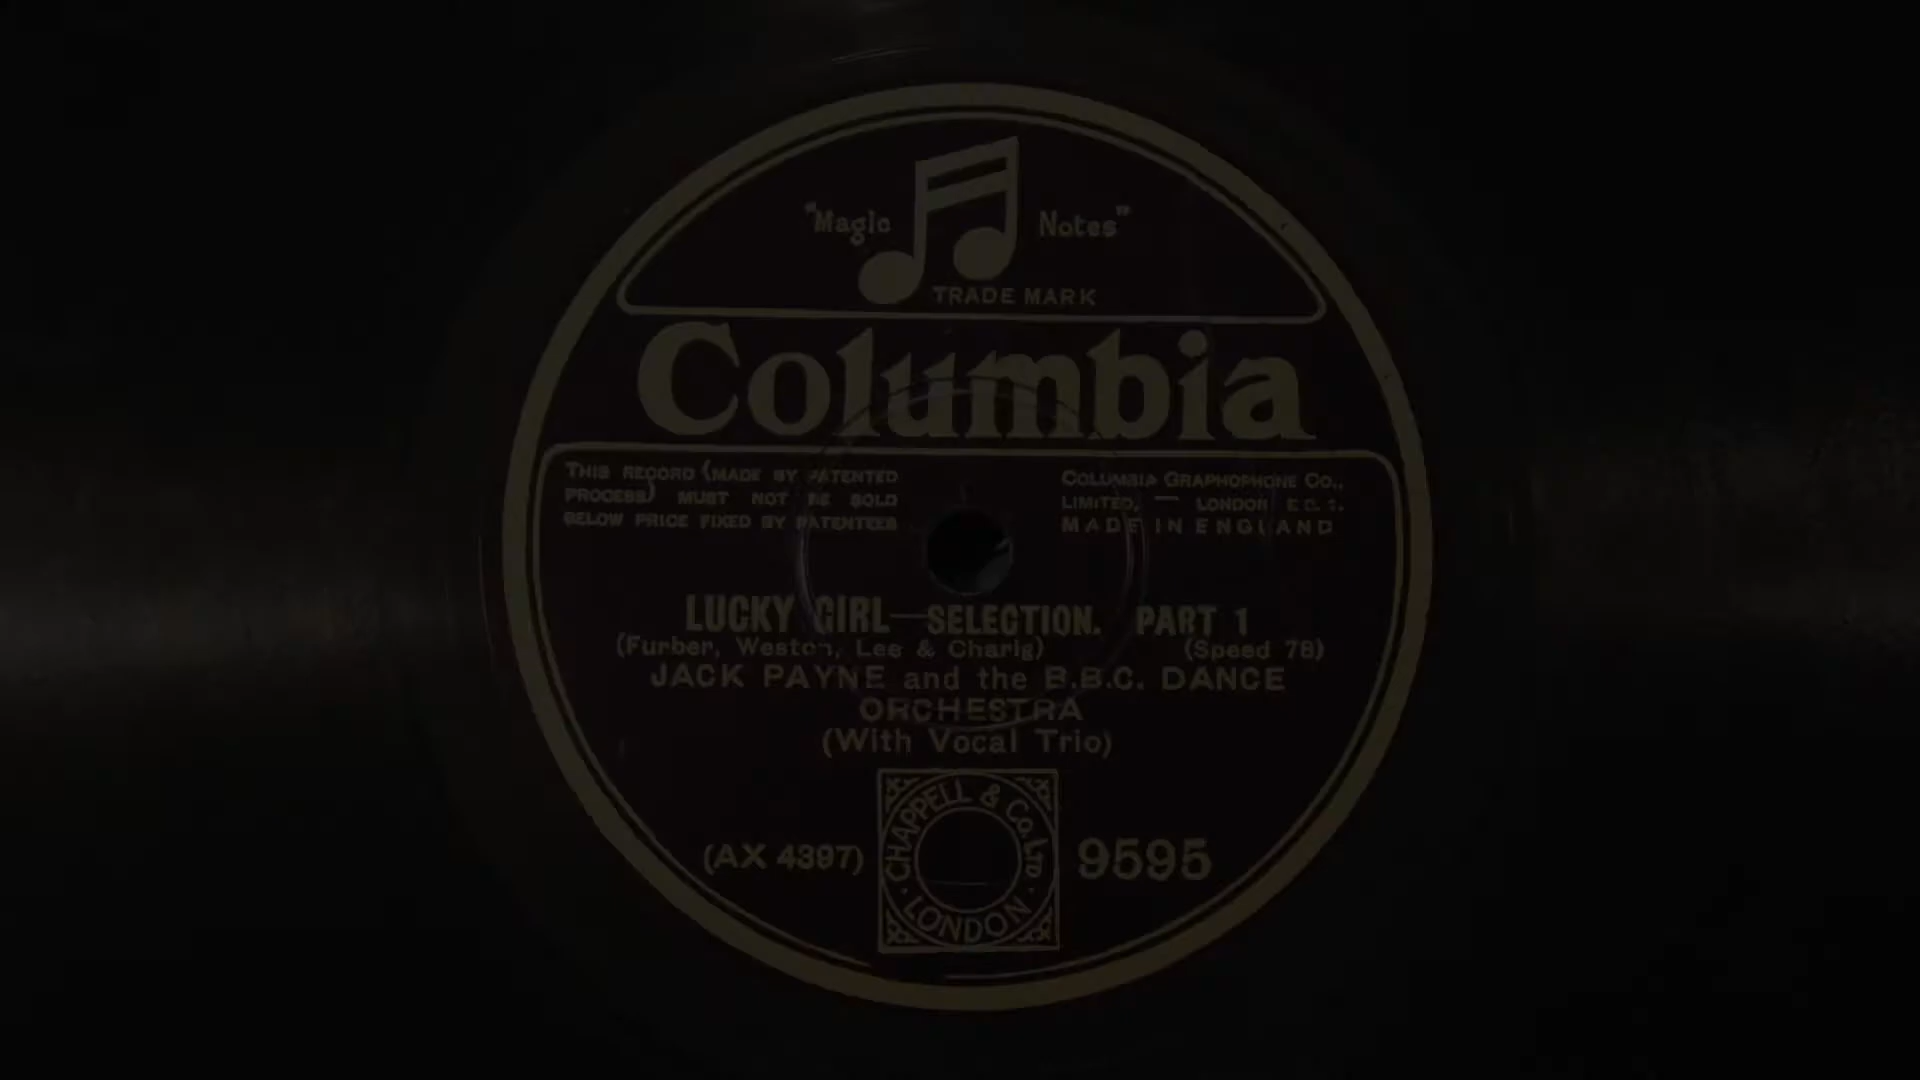 "Magic Notes"
TRADE MARK
Columbia
THIS RECORD (MADE BY PATENTED
PROCESS) MUST NOT BE SOLD
BELOW PRICE FIXED BY PATENTEES
COLUMBIA GRAPHOPHONE CO.,
LIMITED, — LONDON E.C.1.
MADE IN ENGLAND
LUCKY GIRL—SELECTION. PART 1
(Furber, Weston, Lee & Charig) (Speed 78)
JACK PAYNE and the B.B.C. DANCE
ORCHESTRA
(With Vocal Trio)
(AX 4397)
CHAPPELL & Co. LTD.
· LONDON ·
9595